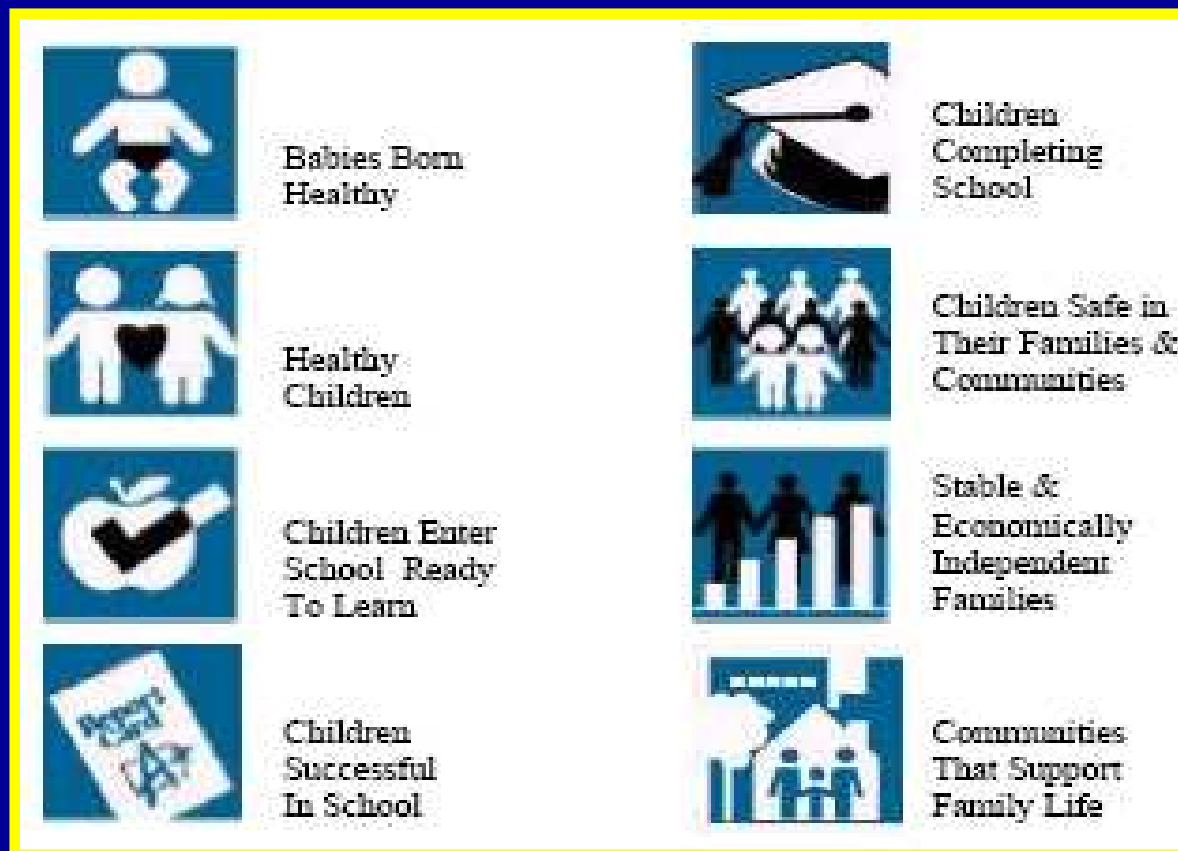 Babies Born
Healthy
Healthy
Children
Children Enter
School Ready
To Learn
Report
Card
A+
Children
Successful
In School
Children
Completing
School
Children Safe in
Their Families &
Communities
Stable &
Economically
Independent
Families
Communities
That Support
Family Life